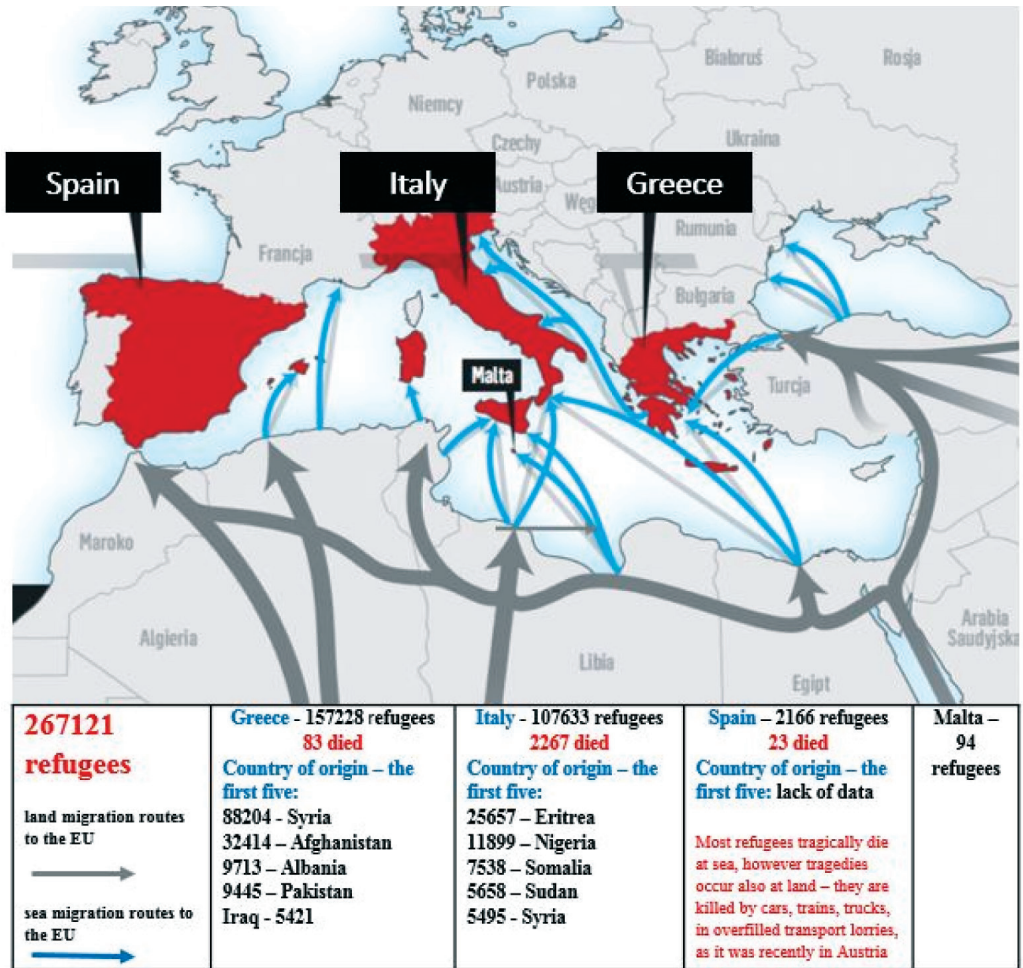 Białoruś
Rosja
Polska
Niemcy
Czechy
Ukraina
Spain
Italy
Greece
Austria
Węg
Rumunia
Francja
Bułgaria
Malta
Turcja
Maroko
Algieria
Libia
Egipt
Arabia
Saudyjska
267121
refugees
land migration routes
to the EU
sea migration routes to
the EU
Greece - 157228 refugees
83 died
Country of origin – the
first five:
88204 - Syria
32414 - Afghanistan
9713 - Albania
9445 - Pakistan
Iraq - 5421
Italy - 107633 refugees
2267 died
Country of origin – the
first five:
25657 – Eritrea
11899 – Nigeria
7538 – Somalia
5658 – Sudan
5495 - Syria
Spain – 2166 refugees
23 died
Country of origin – the
first five: lack of data
Most refugees tragically die
at sea, however tragedies
occur also at land – they are
killed by cars, trains, trucks,
in overfilled transport lorries,
as it was recently in Austria
Malta –
94
refugees